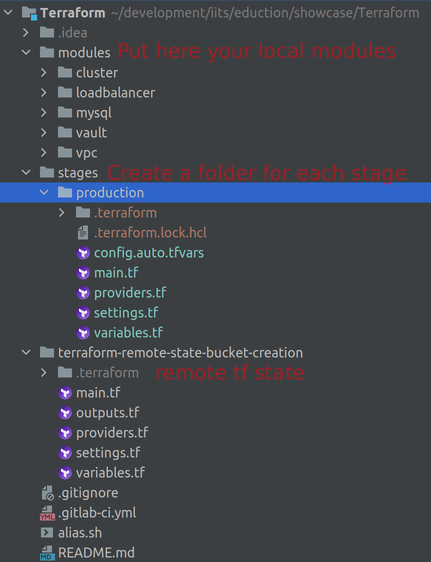 Terraform ~/development/iits/eduction/showcase/Terraform
.idea
modules Put here your local modules
cluster
loadbalancer
mysql
vault
vpc
stages Create a folder for each stage
production
.terraform
.terraform.lock.hcl
config.auto.tfvars
main.tf
providers.tf
settings.tf
variables.tf
terraform-remote-state-bucket-creation
.terraform remote tf state
main.tf
outputs.tf
providers.tf
settings.tf
variables.tf
.gitignore
YML .gitlab-ci.yml
alias.sh
MD README.md